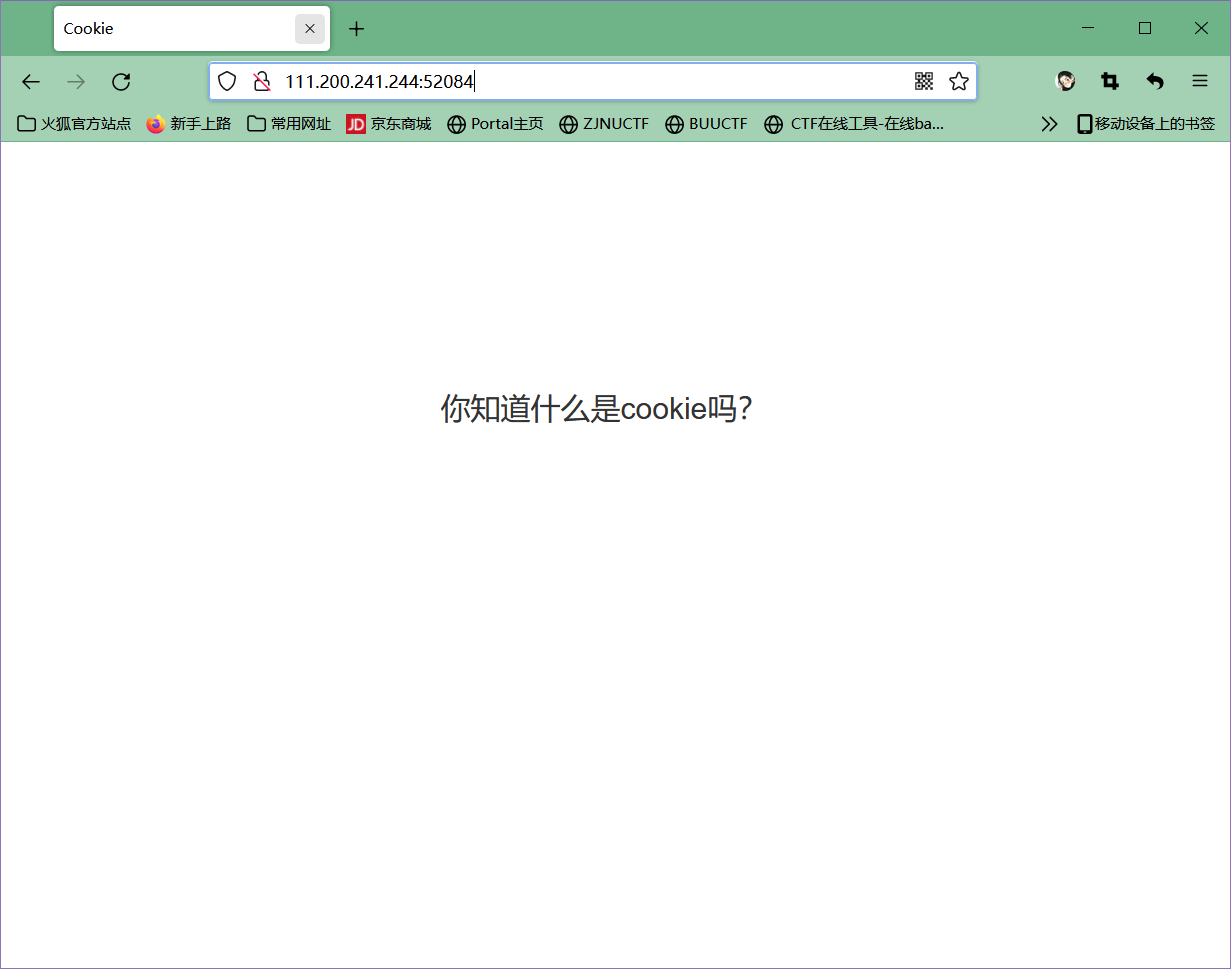 Cookie
111.200.241.244:52084
火狐官方站点 新手上路 常用网址 JD 京东商城 Portal主页 ZJNUCTF BUUCTF CTF在线工具-在线ba... 移动设备上的书签
你知道什么是cookie吗？